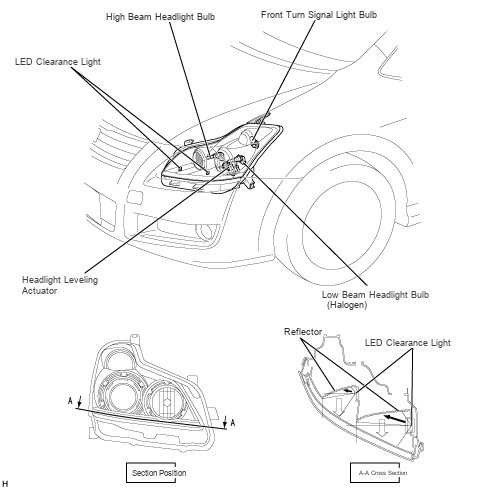 High Beam Headlight Bulb
Front Turn Signal Light Bulb
LED Clearance Light
Headlight Leveling
Actuator
Low Beam Headlight Bulb
(Halogen)
Reflector
LED Clearance Light
A
A
Section Position
A-A Cross Section
H